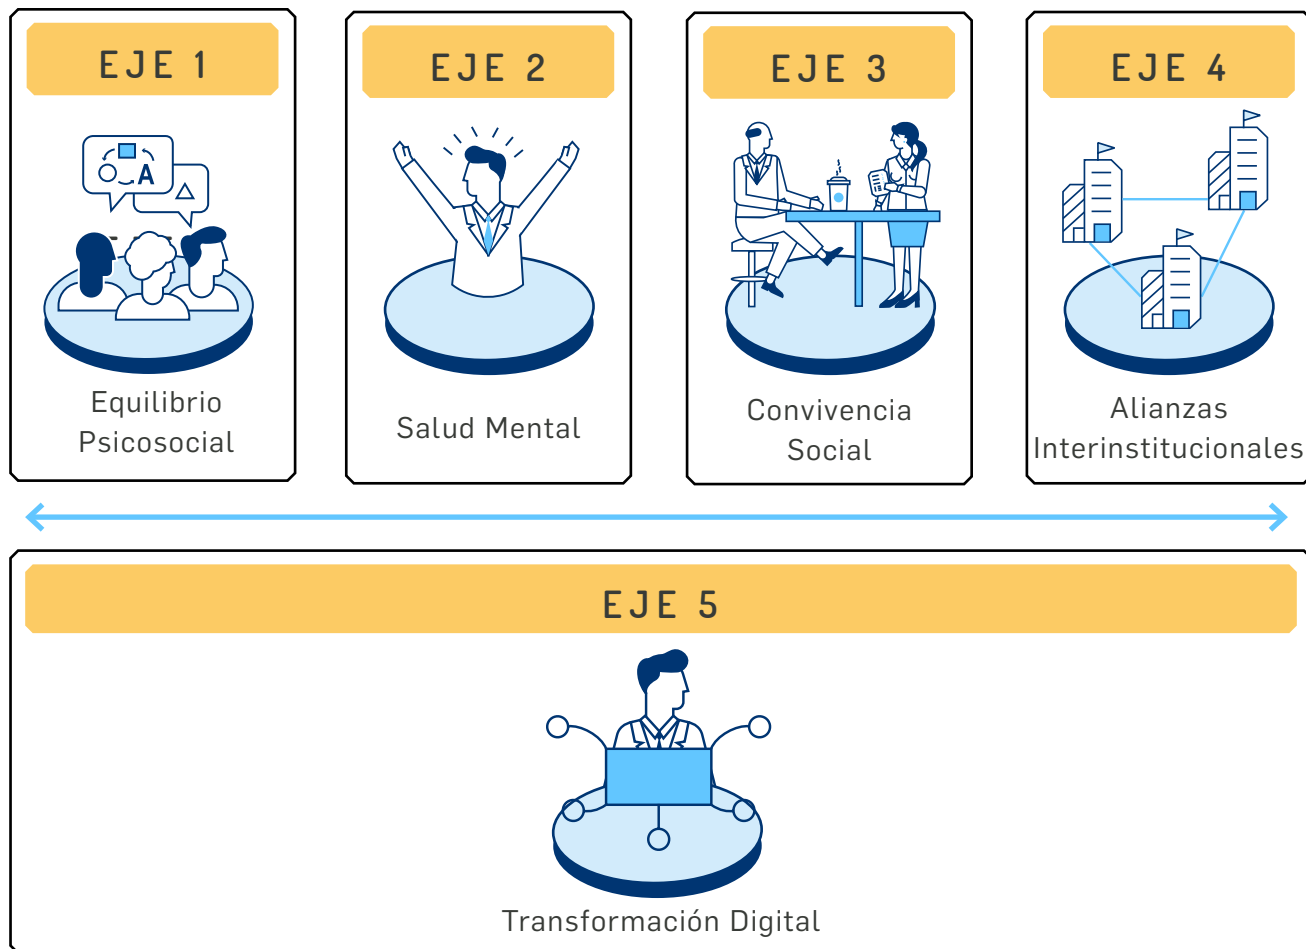 EJE 1
Equilibrio
Psicosocial
EJE 2
Salud Mental
EJE 3
Convivencia
Social
EJE 4
Alianzas
Interinstitucionales
EJE 5
Transformación Digital
A